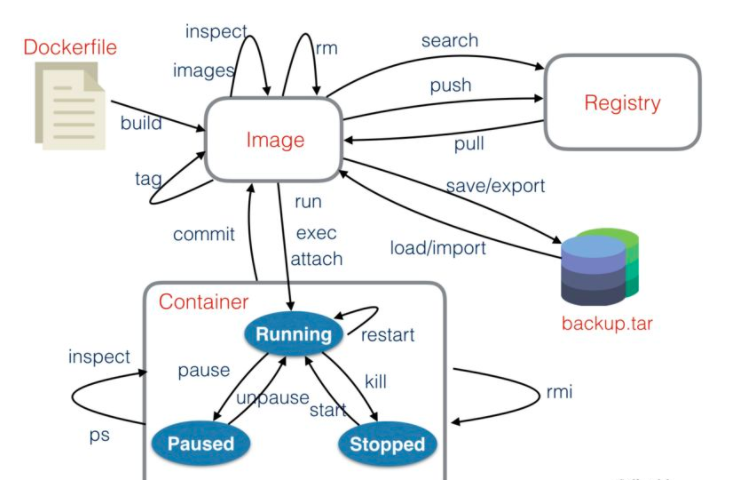 inspect
Dockerfile
rm
search
images
push
Registry
build
Image
pull
tag
save/export
run
commit
exec
load/import
attach
Container
backup.tar
Running
restart
inspect
pause
kill
unpause
rmi
start
ps
Paused
Stopped